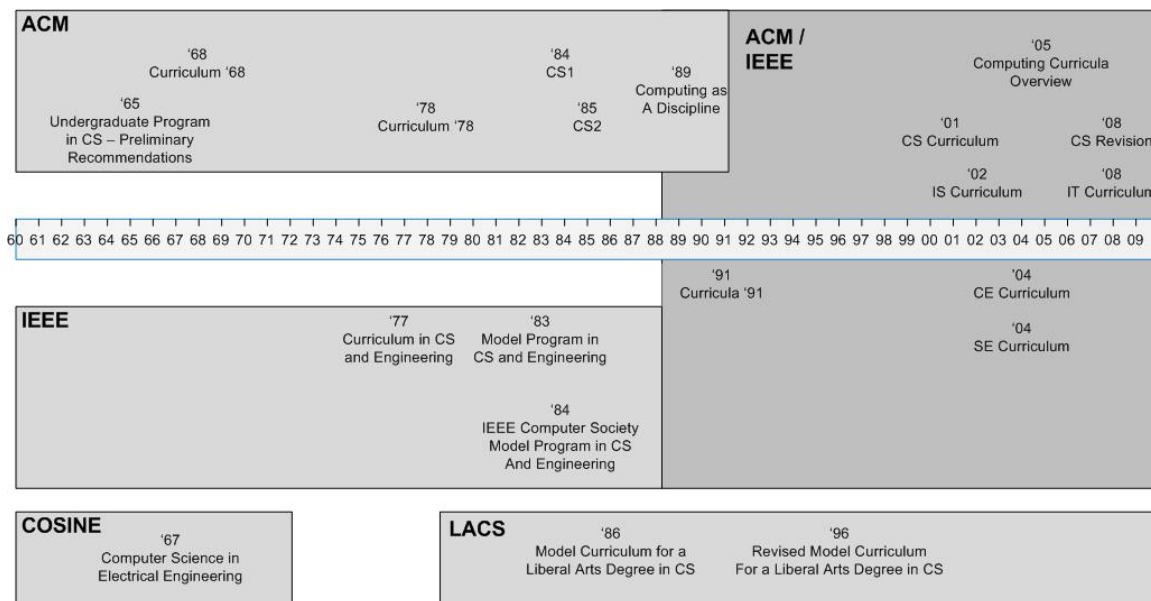 ACM
‘68
Curriculum ‘68
‘65
Undergraduate Program
in CS – Preliminary
Recommendations
‘78
Curriculum ‘78
‘84
CS1
‘85
CS2
‘89
Computing as
A Discipline
ACM /
IEEE
‘05
Computing Curricula
Overview
‘01
CS Curriculum
‘08
CS Revision
‘02
IS Curriculum
‘08
IT Curriculum
60 61 62 63 64 65 66 67 68 69 70 71 72 73 74 75 76 77 78 79 80 81 82 83 84 85 86 87 88 89 90 91 92 93 94 95 96 97 98 99 00 01 02 03 04 05 06 07 08 09
‘91
Curricula ‘91
‘04
CE Curriculum
‘04
SE Curriculum
IEEE
‘77
Curriculum in CS
and Engineering
‘83
Model Program in
CS and Engineering
‘84
IEEE Computer Society
Model Program in CS
And Engineering
COSINE
‘67
Computer Science in
Electrical Engineering
LACS
‘86
Model Curriculum for a
Liberal Arts Degree in CS
‘96
Revised Model Curriculum
For a Liberal Arts Degree in CS